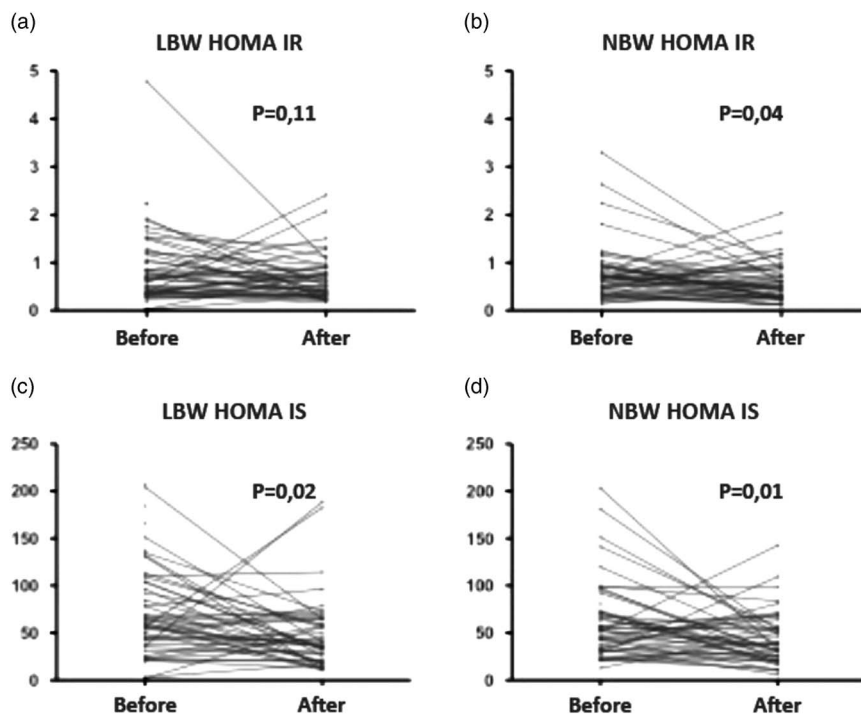 (a)
LBW HOMA IR
5
4
3
2
1
0
P=0,11
Before After
(b)
NBW HOMA IR
5
4
3
2
1
0
P=0,04
Before After
(c)
LBW HOMA IS
250
200
150
100
50
0
P=0,02
Before After
(d)
NBW HOMA IS
250
200
150
100
50
0
P=0,01
Before After